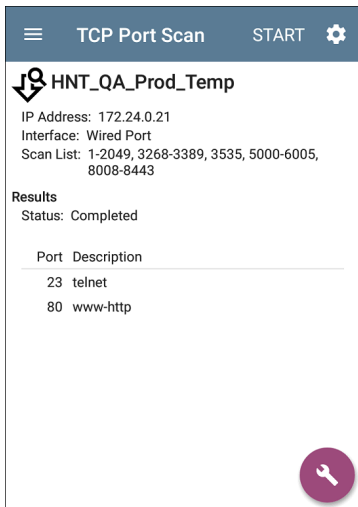 TCP Port Scan START
HNT_QA_Prod_Temp
IP Address: 172.24.0.21
Interface: Wired Port
Scan List: 1-2049, 3268-3389, 3535, 5000-6005,
8008-8443
Results
Status: Completed
Port Description
23 telnet
80 www-http